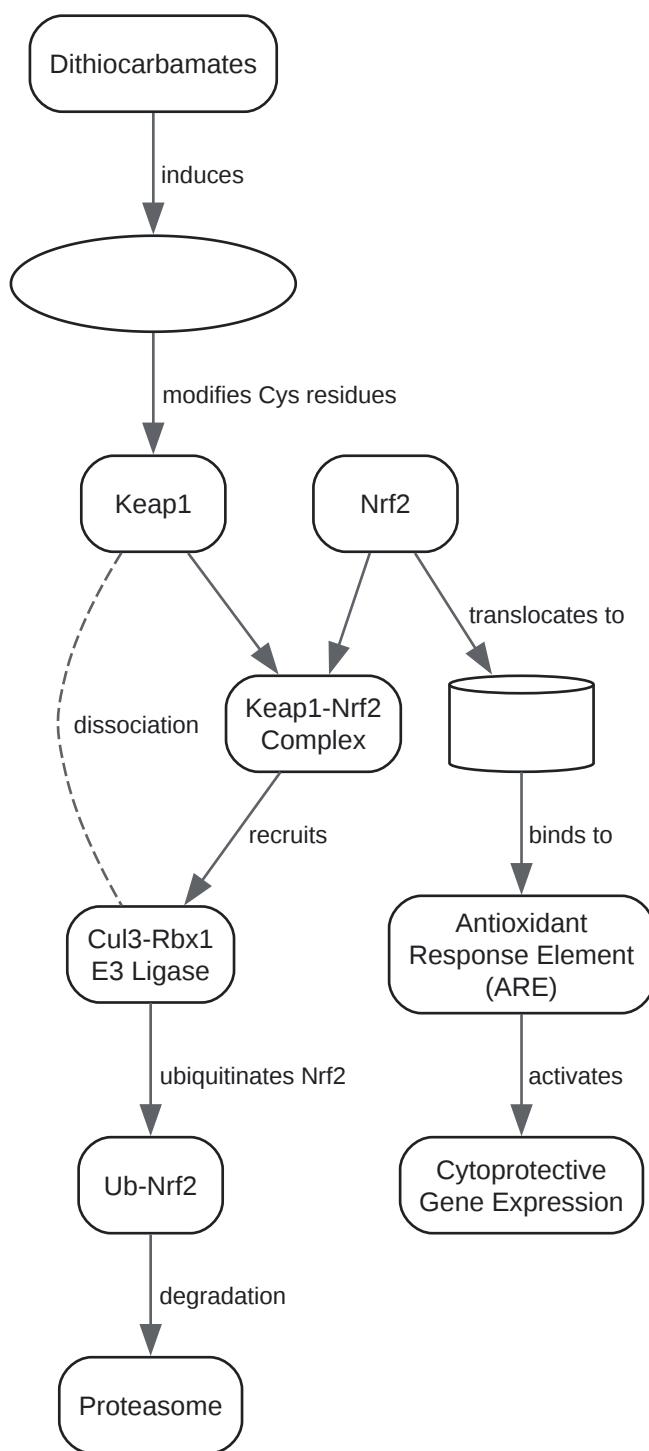 Dithiocarbamates
induces
modifies Cys residues
Keap1
Nrf2
translocates to
Keap1-Nrf2
Complex
dissociation
recruits
binds to
Cul3-Rbx1
E3 Ligase
Antioxidant
Response Element
(ARE)
ubiquitinates Nrf2
activates
Ub-Nrf2
Cytoprotective
Gene Expression
degradation
Proteasome